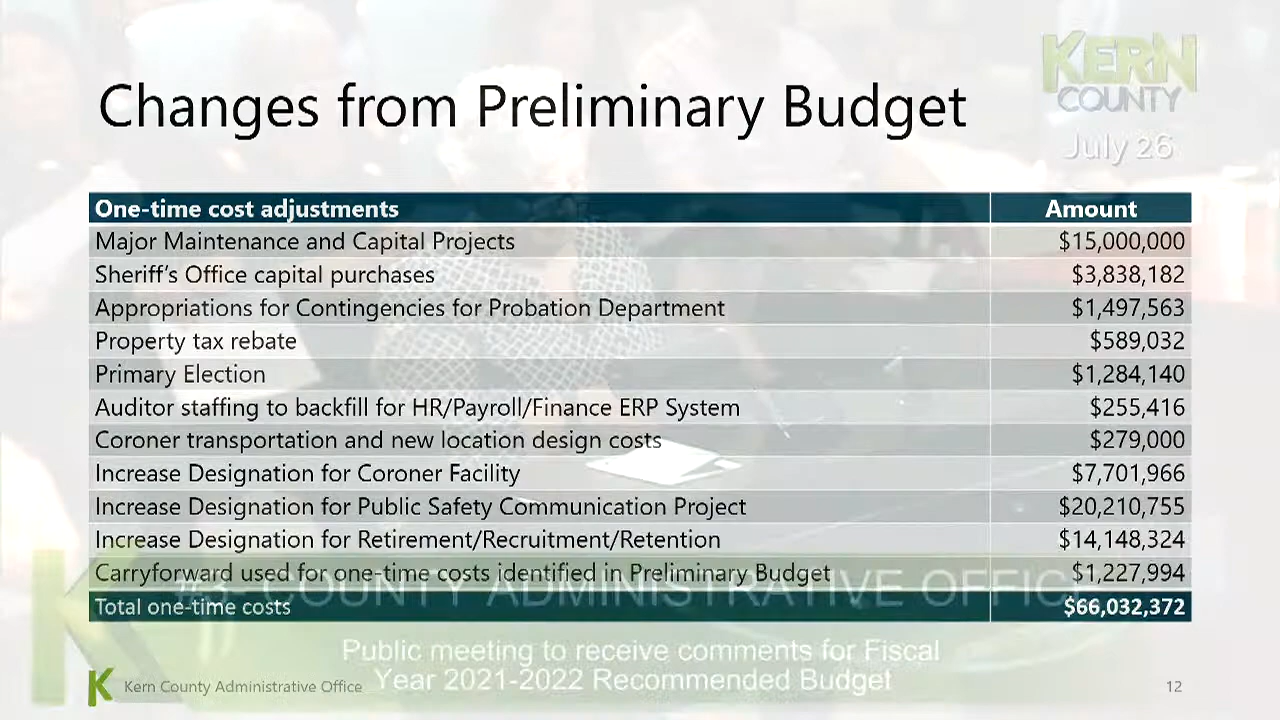 KERN
COUNTY
July 26
Changes from Preliminary Budget
One-time cost adjustments Amount
Major Maintenance and Capital Projects $15,000,000
Sheriff's Office capital purchases $3,838,182
Appropriations for Contingencies for Probation Department $1,497,563
Property tax rebate $589,032
Primary Election $1,284,140
Auditor staffing to backfill for HR/Payroll/Finance ERP System $255,416
Coroner transportation and new location design costs $279,000
Increase Designation for Coroner Facility $7,701,966
Increase Designation for Public Safety Communication Project $20,210,755
Increase Designation for Retirement/Recruitment/Retention $14,148,324
Carryforward used for one-time costs identified in Preliminary Budget $1,227,994
COUNTY ADMINISTRATIVE
Total one-time costs $66,032,372
Public meeting to receive comments for Fiscal
Year 2021-2022 Recommended Budget
K Kern County Administrative Office 12